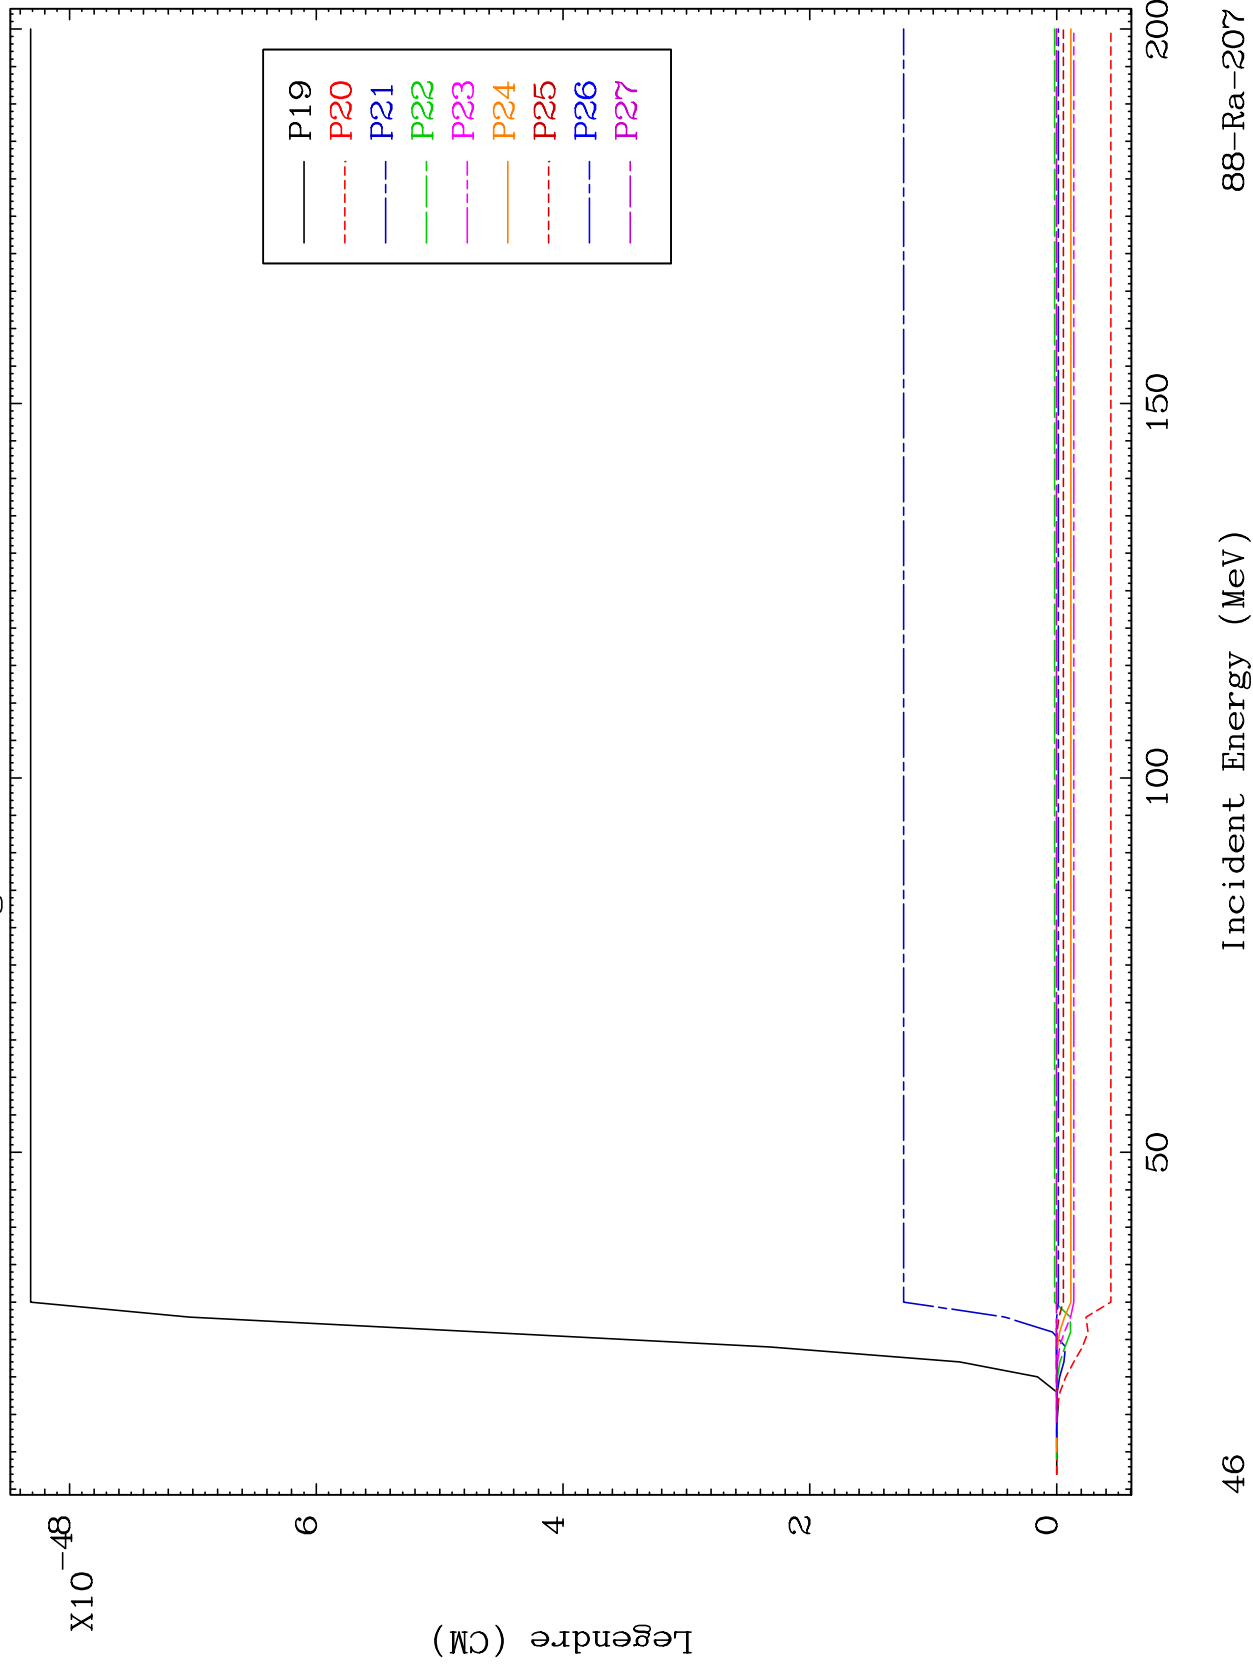 X10^-48
8
6
4
2
0
Legendre (CM)
P19
P20
P21
P22
P23
P24
P25
P26
P27
50
100
150
200
46
Incident Energy (MeV)
88-Ra-207